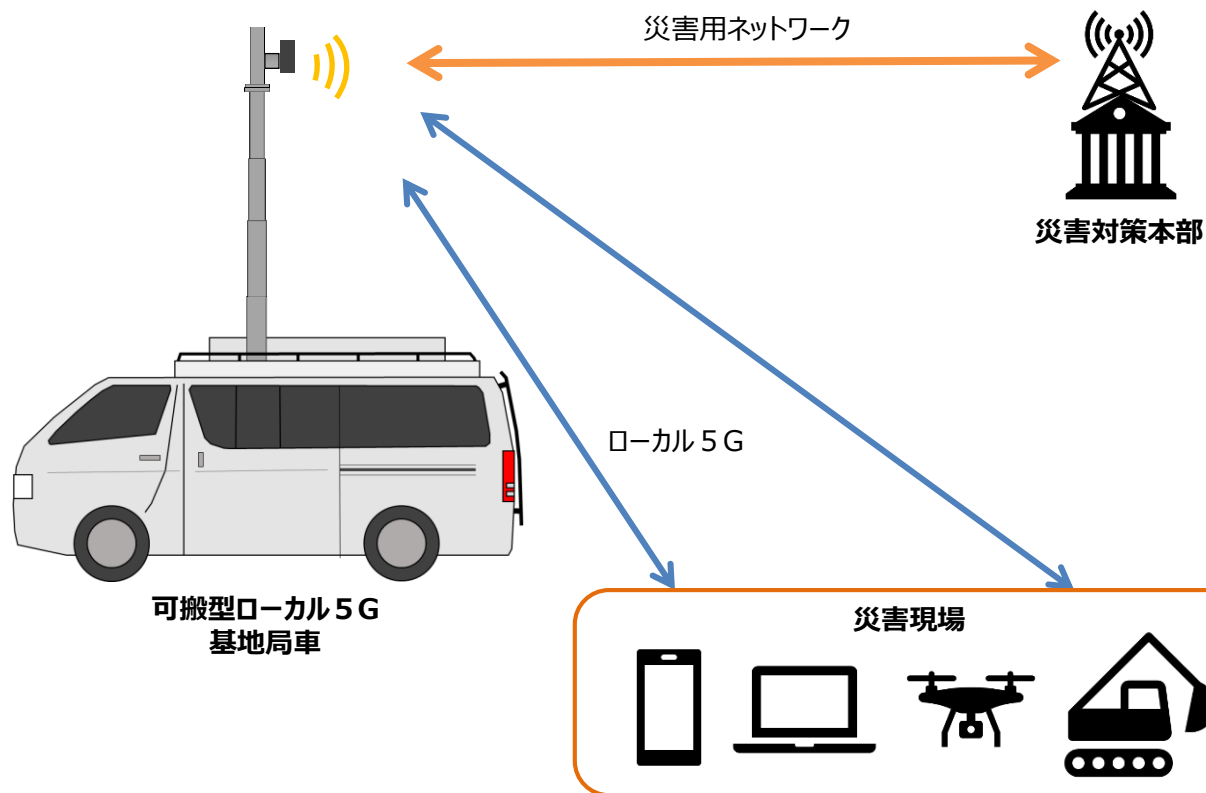 災害用ネットワーク
災害対策本部
ローカル５Ｇ
可搬型ローカル５Ｇ
基地局車
災害現場